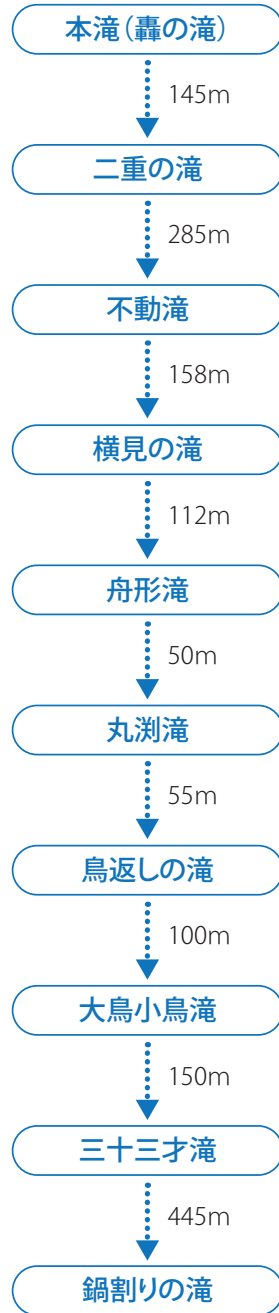 本滝（轟の滝）
145m
二重の滝
285m
不動滝
158m
横見の滝
112m
舟形滝
50m
丸渕滝
55m
鳥返しの滝
100m
大鳥小鳥滝
150m
三十三才滝
445m
鍋割りの滝